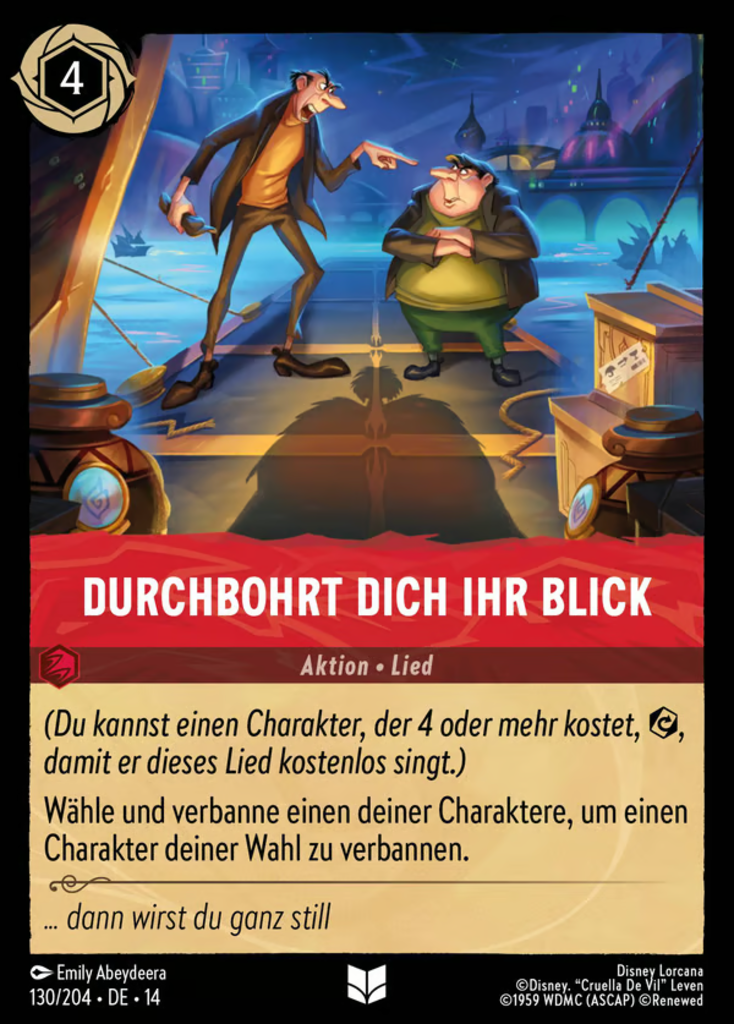 4
DURCHBOHRT DICH IHR BLICK
Aktion • Lied
(Du kannst einen Charakter, der 4 oder mehr kostet, ,
damit er dieses Lied kostenlos singt.)
Wähle und verbanne einen deiner Charaktere, um einen
Charakter deiner Wahl zu verbannen.
... dann wirst du ganz still
Emily Abeydeera
130/204 • DE • 14
Disney Lorcana
©Disney. “Cruella De Vil” Leven
©1959 WDMC (ASCAP) ©Renewed